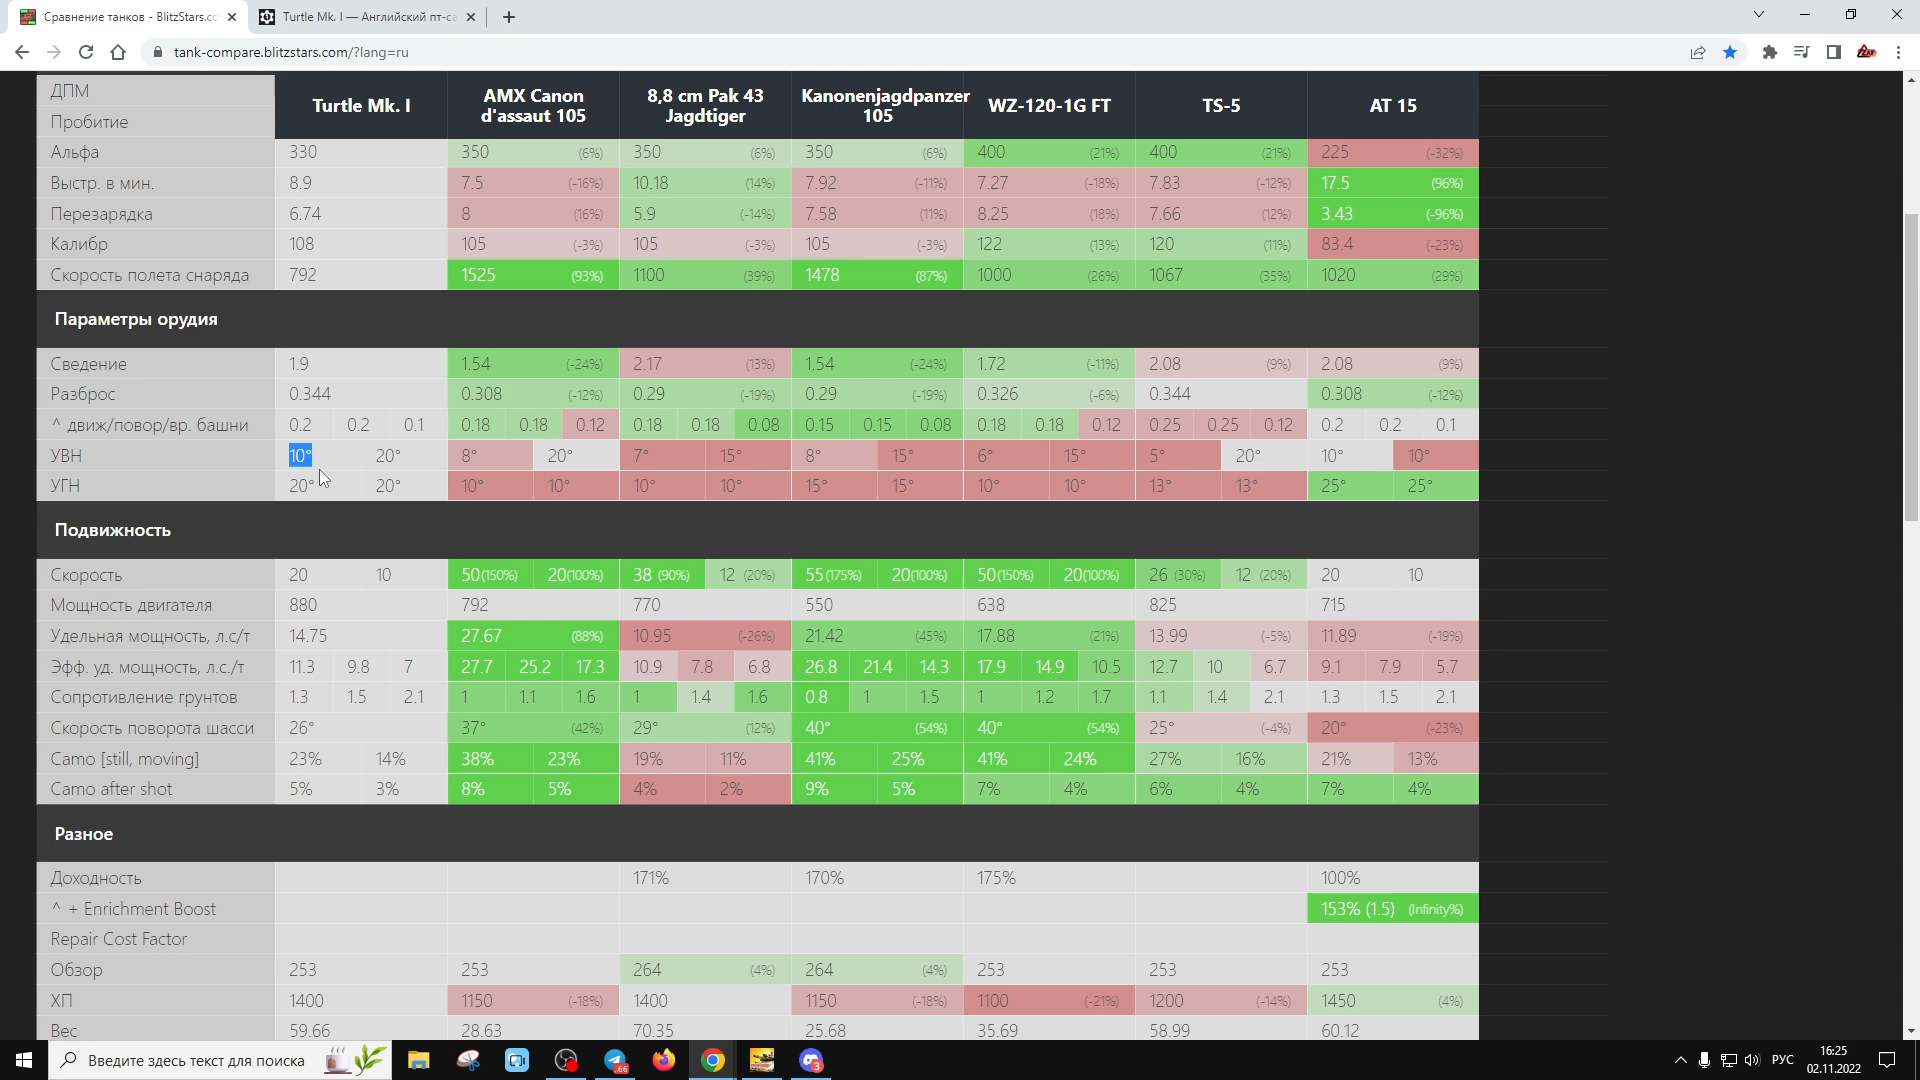 Сравнение танков - BlitzStars.co
Turtle Mk. I — Английский пт-са
tank-compare.blitzstars.com/?lang=ru
ДПМ
Пробитие
Turtle Mk. I
AMX Canon d'assaut 105
8,8 cm Pak 43 Jagdtiger
Kanonenjagdpanzer 105
WZ-120-1G FT
TS-5
AT 15
Альфа 330 350 (6%) 350 (6%) 350 (6%) 400 (21%) 400 (21%) 225 (-32%)
Выстр. в мин. 8.9 7.5 (-16%) 10.18 (14%) 7.92 (-11%) 7.27 (-18%) 7.83 (-12%) 17.5 (96%)
Перезарядка 6.74 8 (16%) 5.9 (-14%) 7.58 (11%) 8.25 (18%) 7.66 (12%) 3.43 (-96%)
Калибр 108 105 (-3%) 105 (-3%) 105 (-3%) 122 (13%) 120 (11%) 83.4 (-23%)
Скорость полета снаряда 792 1525 (93%) 1100 (39%) 1478 (87%) 1000 (26%) 1067 (35%) 1020 (29%)
Параметры орудия
Сведение 1.9 1.54 (-24%) 2.17 (13%) 1.54 (-24%) 1.72 (-11%) 2.08 (9%) 2.08 (9%)
Разброс 0.344 0.308 (-12%) 0.29 (-19%) 0.29 (-19%) 0.326 (-6%) 0.344 0.308 (-12%)
^ движ/повор/вр. башни 0.2 0.2 0.1 0.18 0.18 0.12 0.18 0.18 0.08 0.15 0.15 0.08 0.18 0.18 0.12 0.25 0.25 0.12 0.2 0.2 0.1
УВН 10° 20° 8° 20° 7° 15° 8° 15° 6° 15° 5° 20° 10° 10°
УГН 20° 20° 10° 10° 10° 10° 15° 15° 10° 10° 13° 13° 25° 25°
Подвижность
Скорость 20 10 50(150%) 20(100%) 38 (90%) 12 (20%) 55(175%) 20(100%) 50(150%) 20(100%) 26 (30%) 12 (20%) 20 10
Мощность двигателя 880 792 770 550 638 825 715
Удельная мощность, л.с/т 14.75 27.67 (88%) 10.95 (-26%) 21.42 (45%) 17.88 (21%) 13.99 (-5%) 11.89 (-19%)
Эфф. уд. мощность, л.с./т 11.3 9.8 7 27.7 25.2 17.3 10.9 7.8 6.8 26.8 21.4 14.3 17.9 14.9 10.5 12.7 10 6.7 9.1 7.9 5.7
Сопротивление грунтов 1.3 1.5 2.1 1 1.1 1.6 1 1.4 1.6 0.8 1 1.5 1 1.2 1.7 1.1 1.4 2.1 1.3 1.5 2.1
Скорость поворота шасси 26° 37° (42%) 29° (12%) 40° (54%) 40° (54%) 25° (-4%) 20° (-23%)
Camo [still, moving] 23% 14% 38% 23% 19% 11% 41% 25% 41% 24% 27% 16% 21% 13%
Camo after shot 5% 3% 8% 5% 4% 2% 9% 5% 7% 4% 6% 4% 7% 4%
Разное
Доходность 171% 170% 175% 100%
^ + Enrichment Boost 153% (1.5) (Infinity%)
Repair Cost Factor
Обзор 253 253 264 (4%) 264 (4%) 253 253 253
ХП 1400 1150 (-18%) 1400 1150 (-18%) 1100 (-21%) 1200 (-14%) 1450 (4%)
Вес 59.66 28.63 70.35 25.68 35.69 58.99 60.12
Введите здесь текст для поиска
66
3
РУС
16:25
02.11.2022